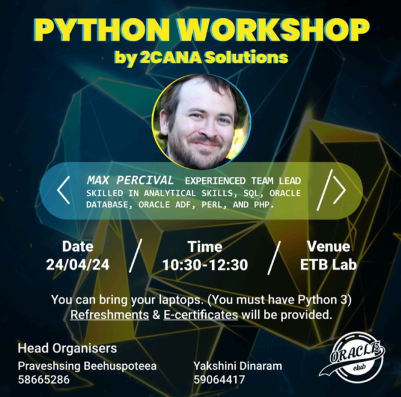 PYTHON WORKSHOP
by 2CANA Solutions
MAX PERCIVAL EXPERIENCED TEAM LEAD
SKILLED IN ANALYTICAL SKILLS, SQL, ORACLE
DATABASE, ORACLE ADF, PERL, AND PHP.
Date / Time / Venue
24/04/24 10:30-12:30 ETB Lab
You can bring your laptops. (You must have Python 3)
Refreshments & E-certificates will be provided.
Head Organisers
Praveshsing Beehuspoteea Yakshini Dinaram
58665286 59064417
ORACLE
club